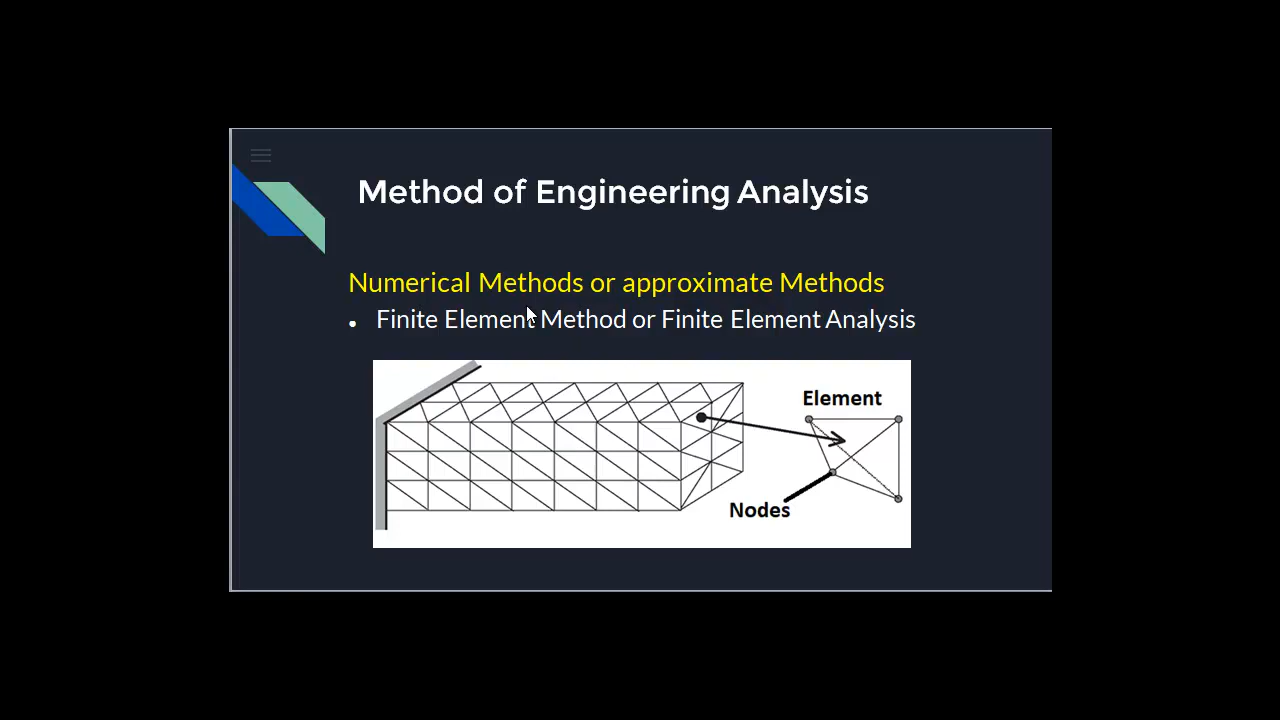 Method of Engineering Analysis
Numerical Methods or approximate Methods
• Finite Element Method or Finite Element Analysis
Element
Nodes